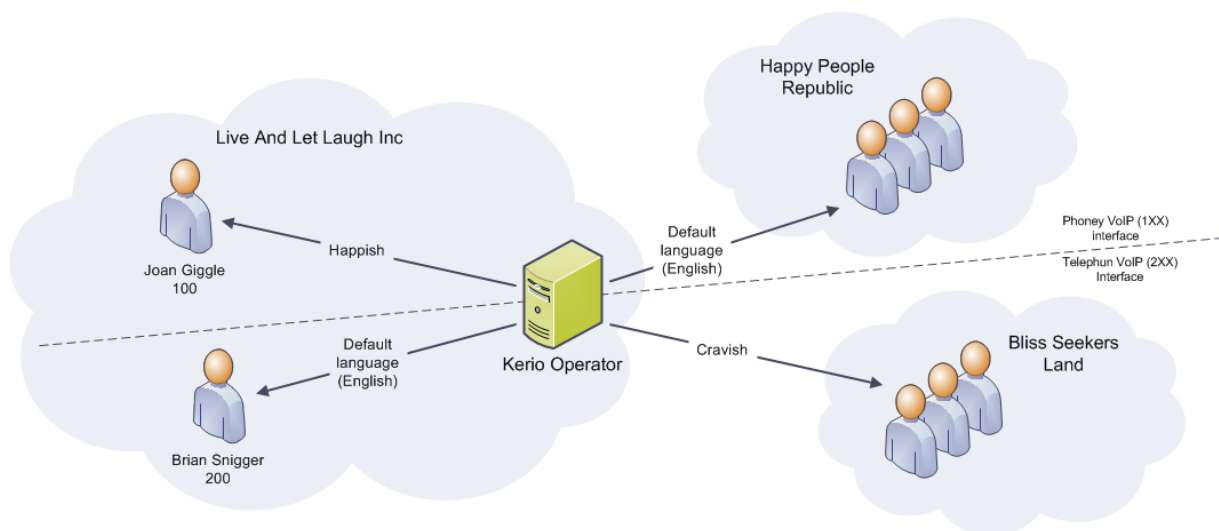 Happy People
Republic
Live And Let Laugh Inc
Joan Giggle
100
Happish
Default
language
(English)
Phoney VoIP (1XX)
interface
Telephun VoIP (2XX)
Interface
Default
language
(English)
Kerio Operator
Cravish
Bliss Seekers
Land
Brian Snigger
200